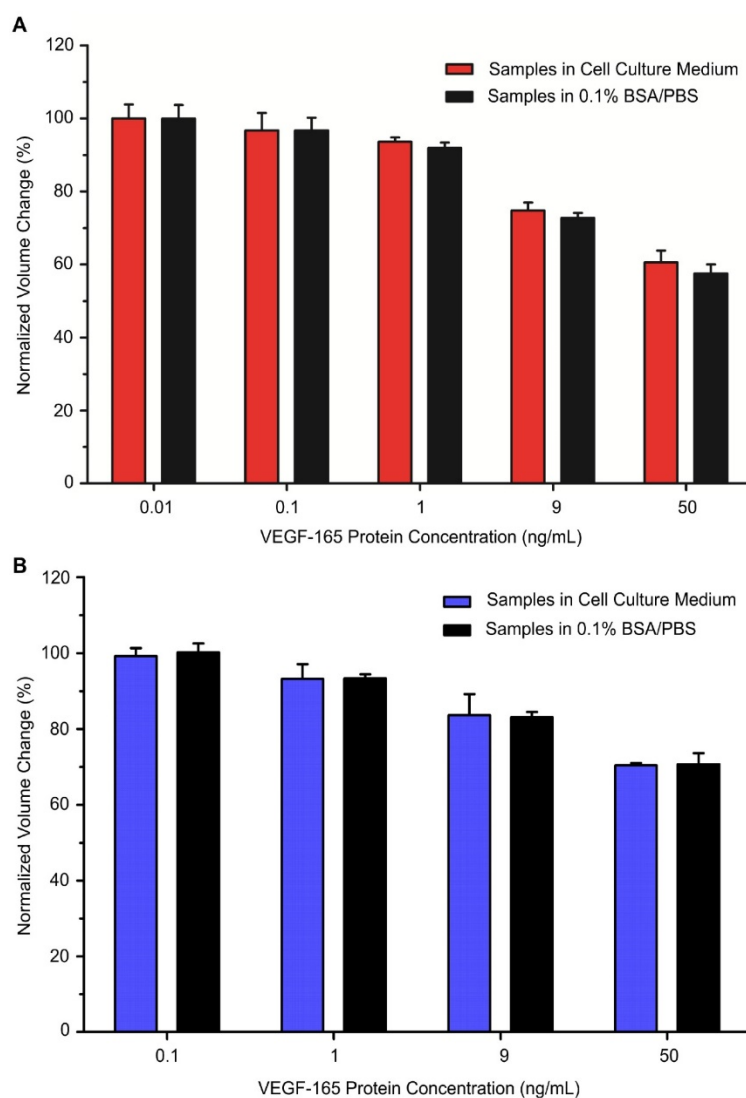 A
120
100
80
60
40
20
0
Normalized Volume Change (%)
Samples in Cell Culture Medium
Samples in 0.1% BSA/PBS
0.01 0.1 1 9 50
VEGF-165 Protein Concentration (ng/mL)
B
120
100
80
60
40
20
0
Normalized Volume Change (%)
Samples in Cell Culture Medium
Samples in 0.1% BSA/PBS
0.1 1 9 50
VEGF-165 Protein Concentration (ng/mL)